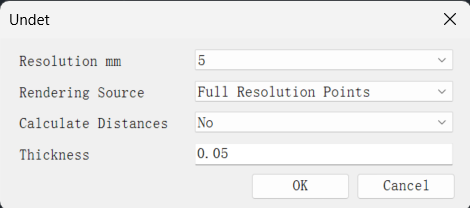 Undet
Resolution mm 5
Rendering Source Full Resolution Points
Calculate Distances No
Thickness 0.05
OK Cancel